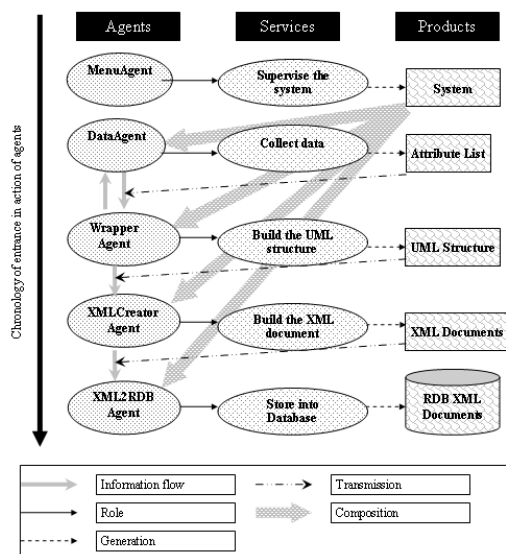 Agents Services Products
MenuAgent
Supervise the
system
System
DataAgent
Collect data
Attribute List
Wrapper
Agent
Build the UML
structure
UML Structure
XMLCreator
Agent
Build the XML
document
XML Documents
XML2RDB
Agent
Store into
Database
RDB XML
Documents
Chronology of entrance in action of agents
Information flow
Transmission
Role
Composition
Generation